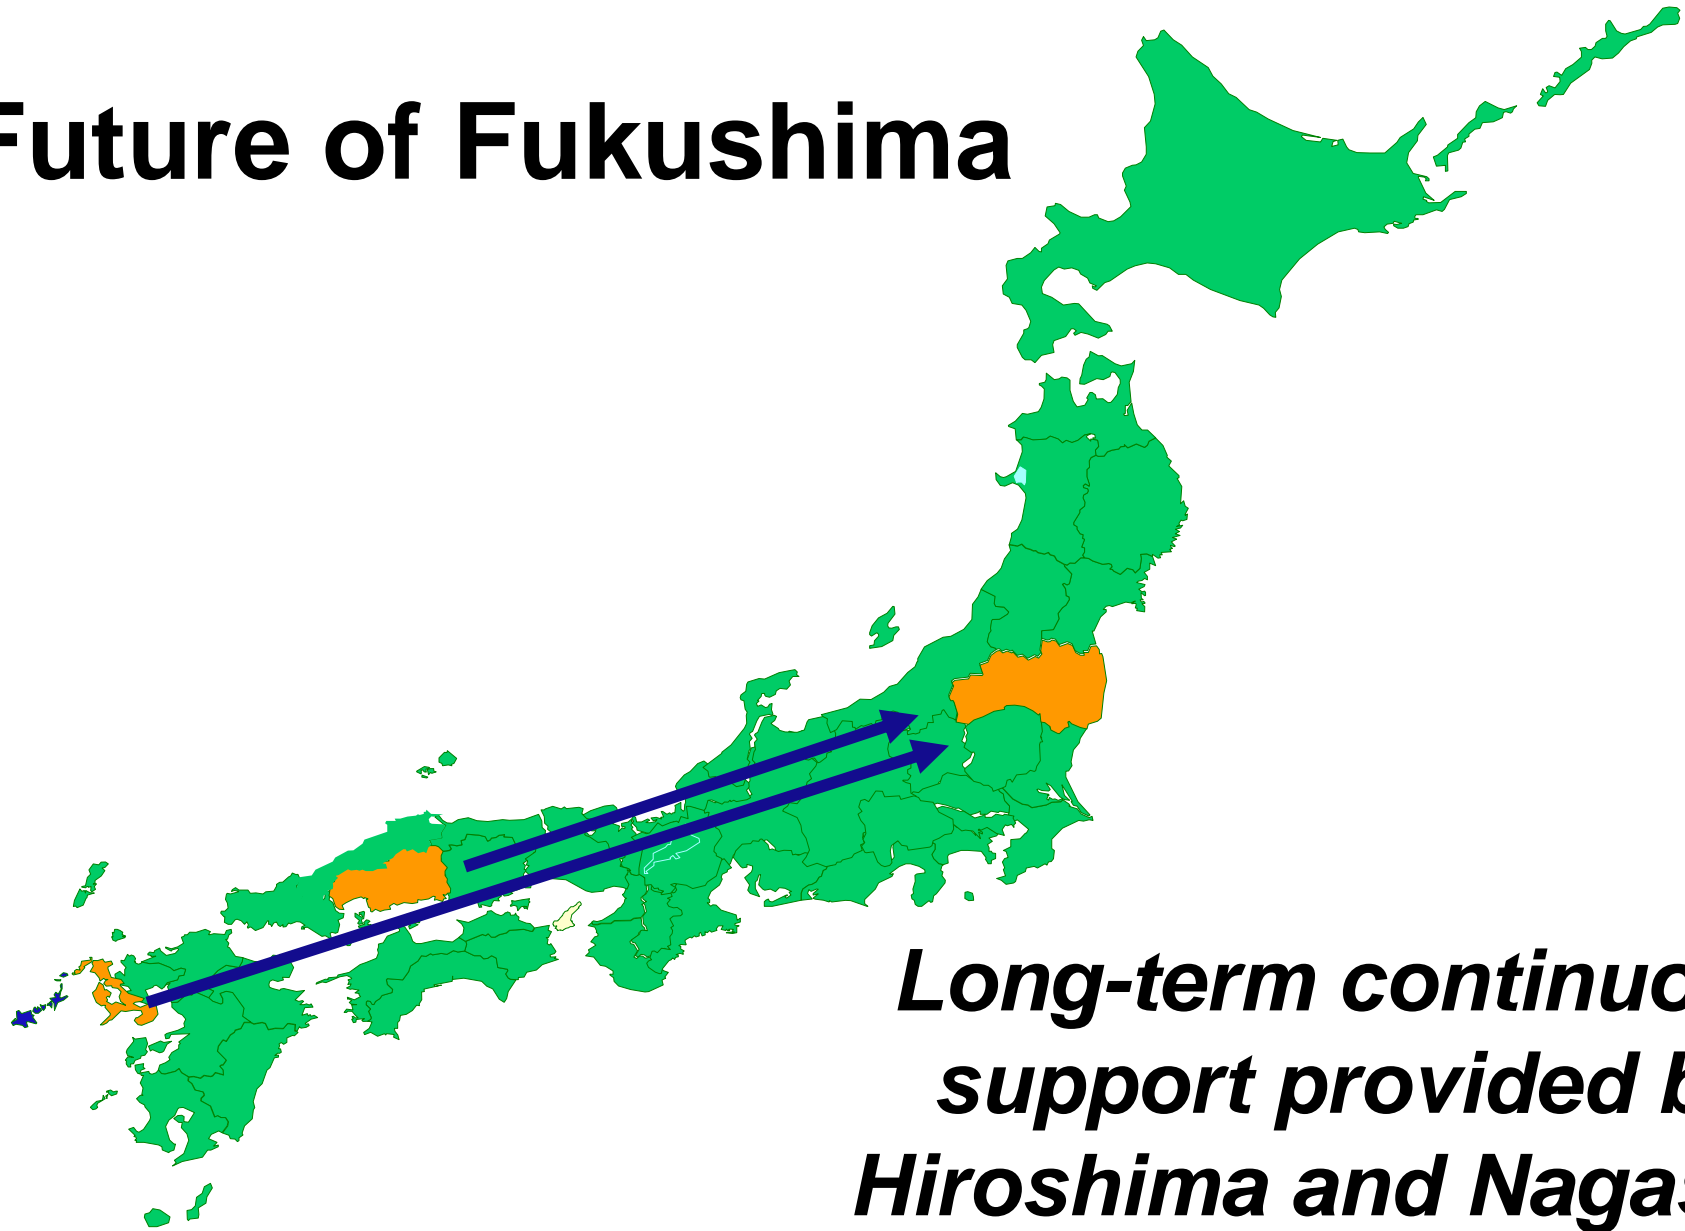 Future of Fukushima
Long-term continuo
support provided b
Hiroshima and Nagas